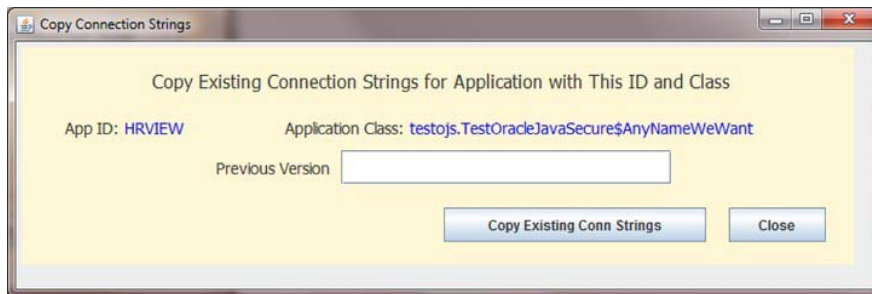 Copy Connection Strings
Copy Existing Connection Strings for Application with This ID and Class
App ID: HRVIEW Application Class: testojs.TestOracleJavaSecure$AnyNameWeWant
Previous Version
Copy Existing Conn Strings Close